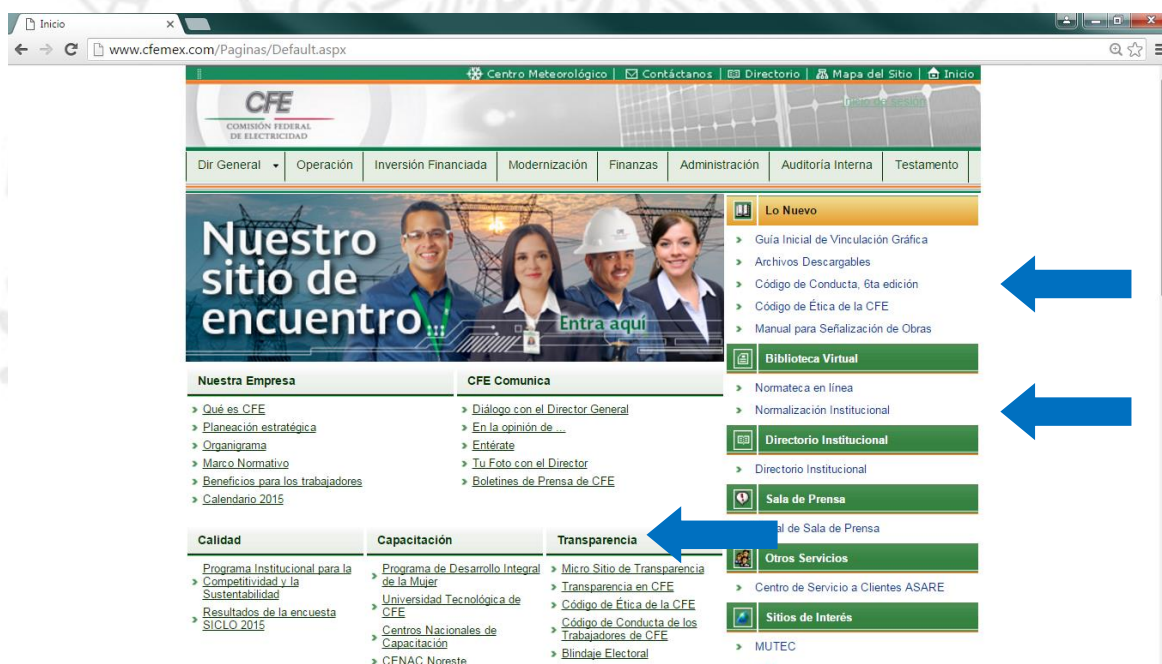 Inicio
www.cfemex.com/Paginas/Default.aspx
Centro Meteorológico | Contáctanos | Directorio | Mapa del Sitio | Inicio
CFE
COMISIÓN FEDERAL
DE ELECTRICIDAD
Inicio de sesión
Dir General Operación Inversión Financiada Modernización Finanzas Administración Auditoría Interna Testamento
Nuestro
sitio de
encuentro
Entra aquí
Nuestra Empresa
Qué es CFE
Planeación estratégica
Organigrama
Marco Normativo
Beneficios para los trabajadores
Calendario 2015
CFE Comunica
Diálogo con el Director General
En la opinión de ...
Entérate
Tu Foto con el Director
Boletines de Prensa de CFE
Calidad
Programa Institucional para la
Competitividad y la
Sustentabilidad
Resultados de la encuesta
SICLO 2015
Capacitación
Programa de Desarrollo Integral
de la Mujer
Universidad Tecnológica de
CFE
Centros Nacionales de
Capacitación
CENAC Noreste
Transparencia
Micro Sitio de Transparencia
Transparencia en CFE
Código de Ética de la CFE
Código de Conducta de los
Trabajadores de CFE
Blindaje Electoral
Lo Nuevo
Guía Inicial de Vinculación Gráfica
Archivos Descargables
Código de Conducta, 6ta edición
Código de Ética de la CFE
Manual para Señalización de Obras
Biblioteca Virtual
Normateca en línea
Normalización Institucional
Directorio Institucional
Directorio Institucional
Sala de Prensa
de Sala de Prensa
Otros Servicios
Centro de Servicio a Clientes ASARE
Sitios de Interés
MUTEC